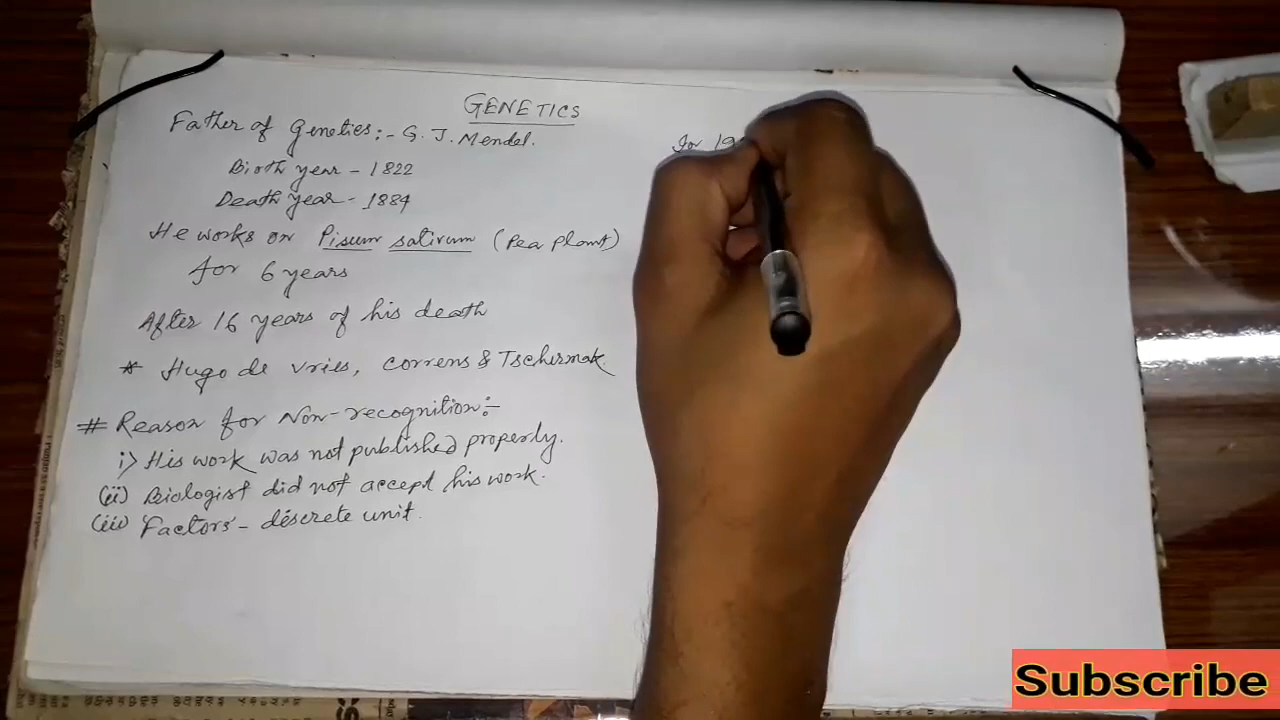 GENETICS
Father of Genetics:- G. J. Mendel.
Birth year - 1822
Death year - 1884
He works on Pisum sativum (Pea plant)
for 6 years
After 16 years of his death
* Hugo de vries, Correns & Tschermak.
# Reason for Non-recognition:-
i) His work was not published properly.
(ii) Biologist did not accept his work.
(iii) 'Factors' - discrete unit.
Subscribe